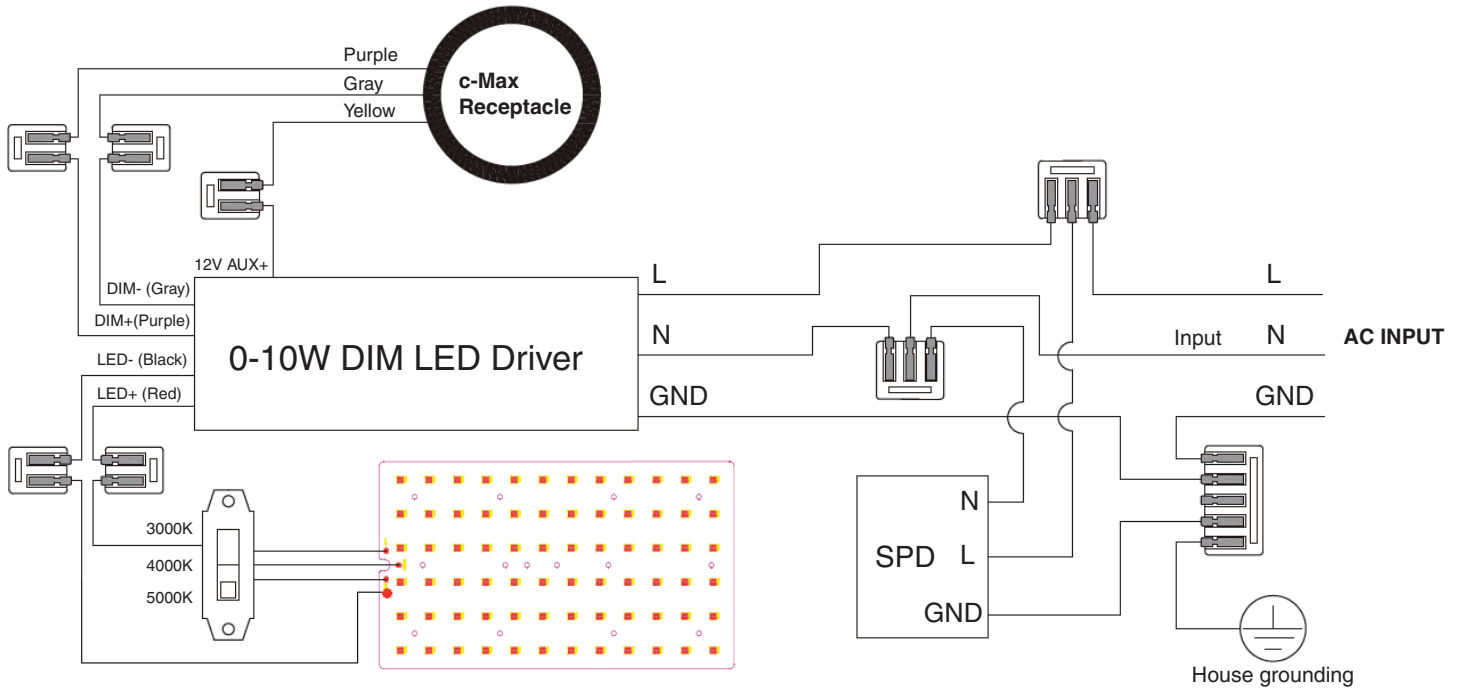 Purple
Gray
Yellow
c-Max
Receptacle
12V AUX+
DIM- (Gray)
DIM+(Purple)
LED- (Black)
LED+ (Red)
0-10W DIM LED Driver
L
N
GND
L
Input N AC INPUT
GND
3000K
4000K
5000K
N
SPD L
GND
House grounding